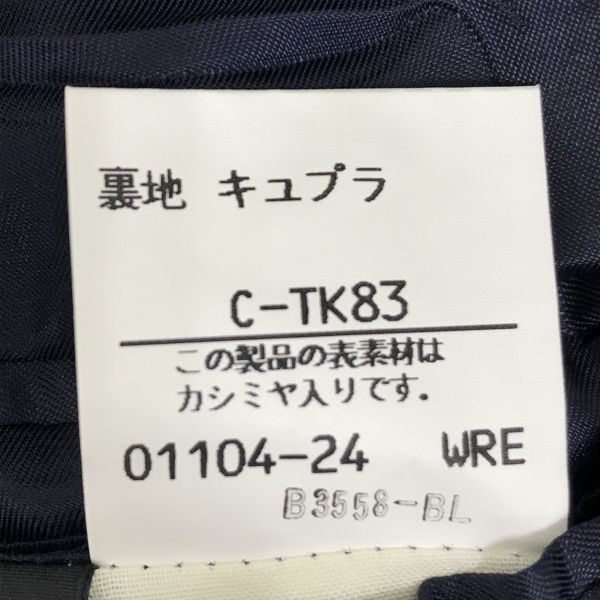 裏地 キュプラ
C-TK83
この製品の表素材は
カシミヤ入りです.
01104-24 WRE
B3558-BL